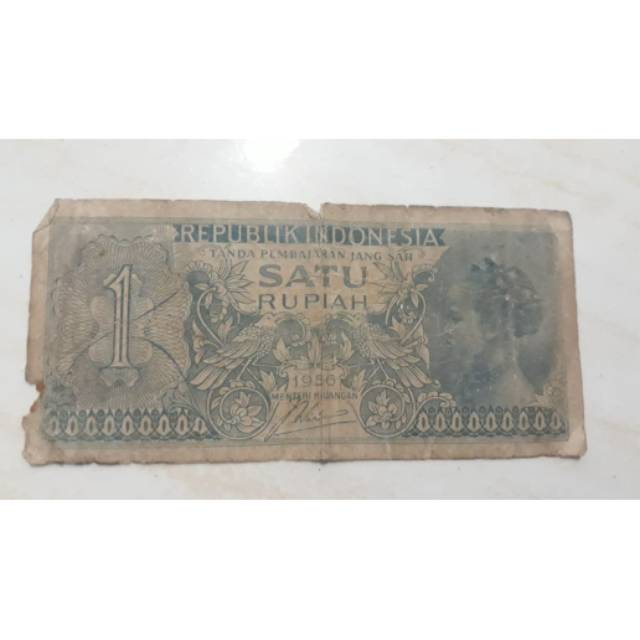 REPUBLIK INDONESIA
TANDA PEMBAJARAN JANG SAH
SATU
RUPIAH
1
1956
MENTERI KEUANGAN